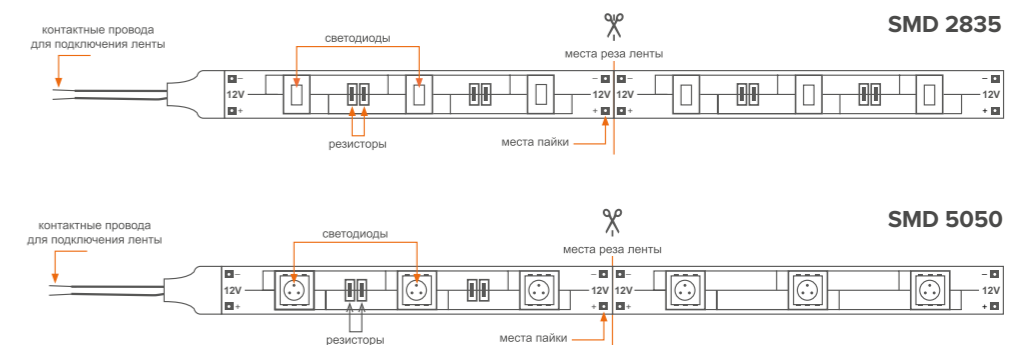 SMD 2835
контактные провода
для подключения ленты
светодиоды
места реза ленты
– – –
12V 12V 12V 12V
+ + + +
резисторы
места пайки
SMD 5050
контактные провода
для подключения ленты
светодиоды
места реза ленты
– – – –
12V 12V 12V 12V
+ + + +
резисторы
места пайки